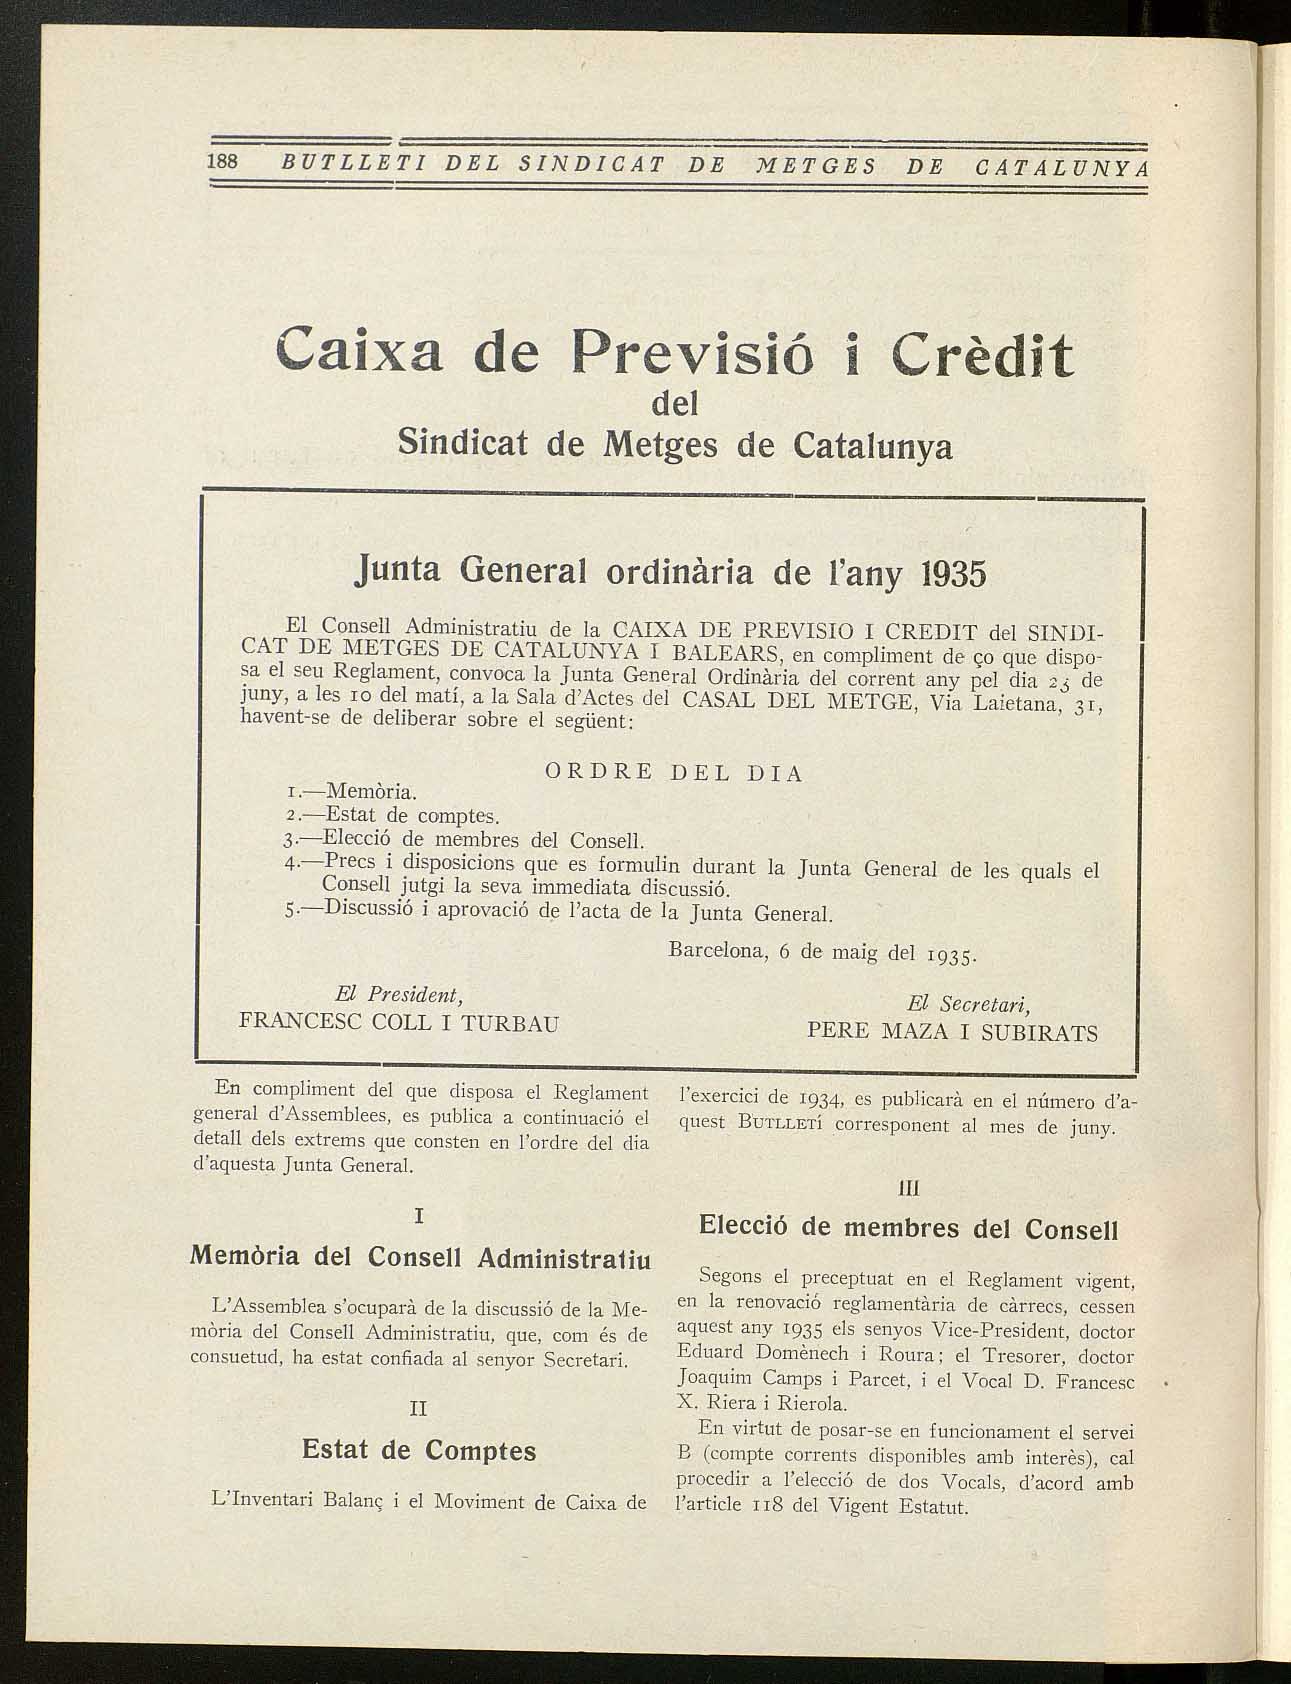 188 BUTLLETI DEL SINDICAT DE METGES DE CATALUNYA
Caixa de Previsió i Crèdit
del
Sindicat de Metges de Catalunya
Junta General ordinària de l'any 1935
El Consell Administratiu de la CAIXA DE PREVISIO I CREDIT del SINDI-
CAT DE METGES DE CATALUNYA I BALEARS, en compliment de ço que dispo-
sa el seu Reglament, convoca la Junta General Ordinària del corrent any pel dia 23 de
juny, a les 10 del matí, a la Sala d'Actes del CASAL DEL METGE, Via Laietana, 31,
havent-se de deliberar sobre el següent:
ORDRE DEL DIA
1.—Memòria.
2.—Estat de comptes.
3.—Elecció de membres del Consell.
4.—Precs i disposicions que es formulin durant la Junta General de les quals el
Consell jutgi la seva immediata discussió.
5.—Discussió i aprovació de l'acta de la Junta General.
Barcelona, 6 de maig del 1935.
El President,
FRANCESC COLL I TURBAU
El Secretari,
PERE MAZA I SUBIRATS
En compliment del que disposa el Reglament
general d'Assemblees, es publica a continuació el
detall dels extrems que consten en l'ordre del dia
d'aquesta Junta General.
I
Memòria del Consell Administratiu
L'Assemblea s'ocuparà de la discussió de la Me-
mòria del Consell Administratiu, que, com és de
consuetud, ha estat confiada al senyor Secretari.
II
Estat de Comptes
L'Inventari Balanç i el Moviment de Caixa de
l'exercici de 1934, es publicarà en el número d'a-
quest BUTLLETÍ corresponent al mes de juny.
III
Elecció de membres del Consell
Segons el preceptuat en el Reglament vigent,
en la renovació reglamentària de càrrecs, cessen
aquest any 1935 els senyos Vice-President, doctor
Eduard Domènech i Roura; el Tresorer, doctor
Joaquim Camps i Parcet, i el Vocal D. Francesc
X. Riera i Rierola.
En virtut de posar-se en funcionament el servei
B (compte corrents disponibles amb interès), cal
procedir a l'elecció de dos Vocals, d'acord amb
l'article 118 del Vigent Estatut.